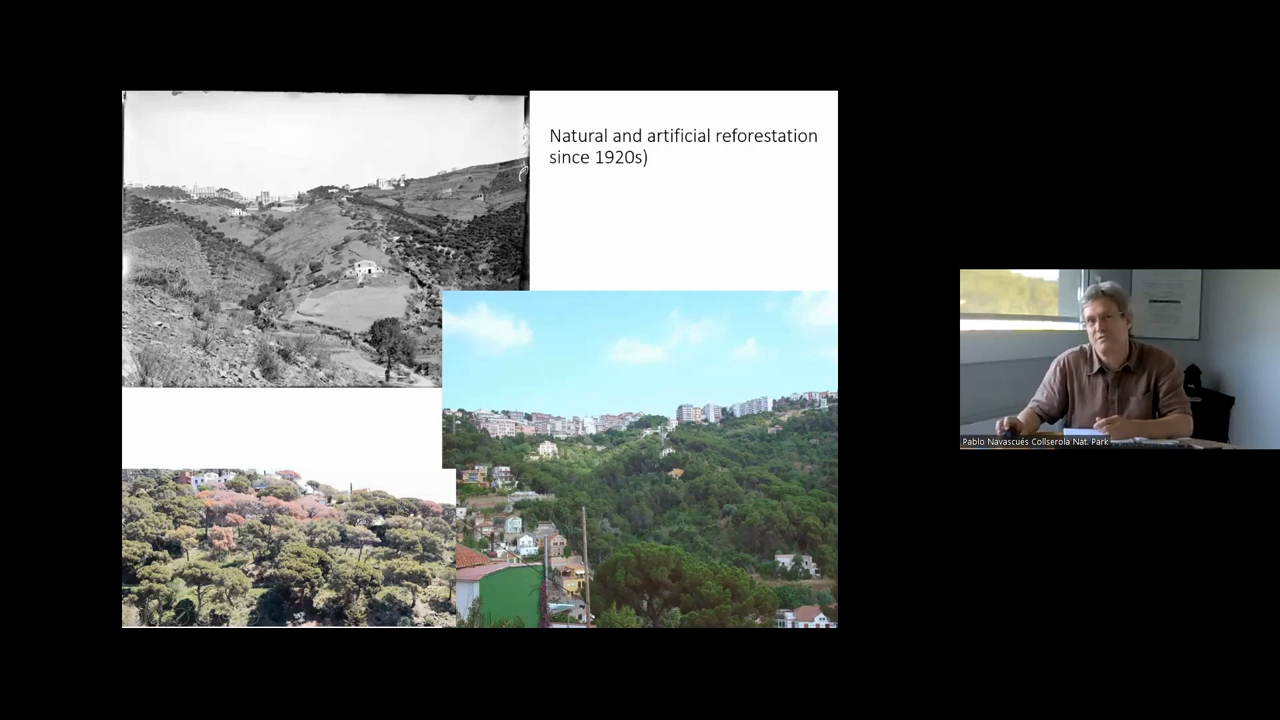 Natural and artificial reforestation
since 1920s)
Pablo Navascués Collserola Nat. Park